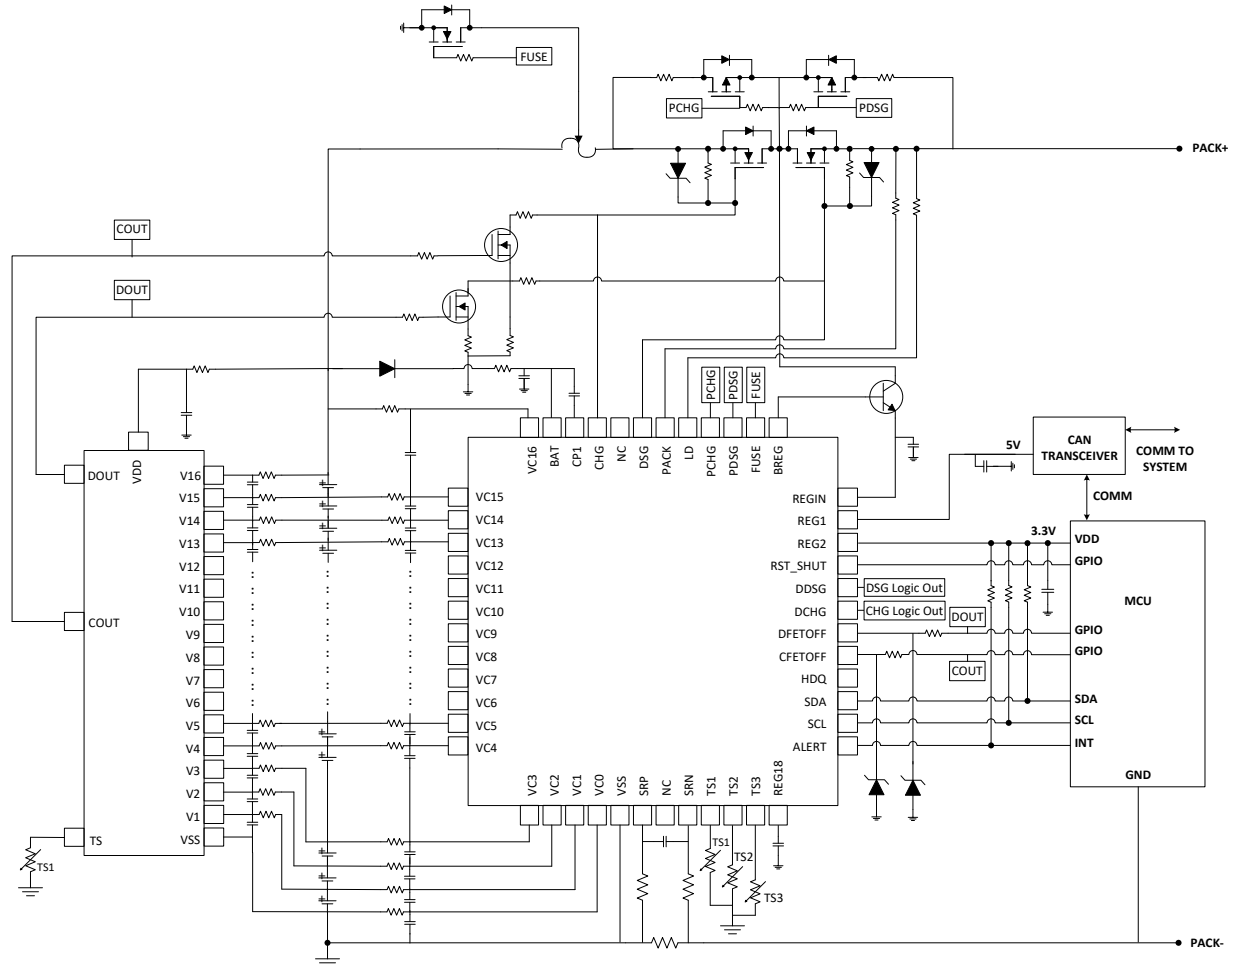 FUSE
PCHG
PDSG
PACK+
COUT
DOUT
PCHG
PDSG
FUSE
VDD
VC16
BAT
CP1
CHG
NC
DSG
PACK
LD
PCHG
PDSG
FUSE
BREG
5V
CAN
TRANSCEIVER
COMM TO
SYSTEM
COMM
DOUT
COUT
TS
TS1
V16
V15
V14
V13
V12
V11
V10
V9
V8
V7
V6
V5
V4
V3
V2
V1
VSS
VC15
VC14
VC13
VC12
VC11
VC10
VC9
VC8
VC7
VC6
VC5
VC4
REGIN
REG1
REG2
RST_SHUT
DDSG
DCHG
DFETOFF
CFETOFF
HDQ
SDA
SCL
ALERT
DSG Logic Out
CHG Logic Out
DOUT
COUT
3.3V
VDD
GPIO
MCU
GPIO
GPIO
SDA
SCL
INT
GND
VC3
VC2
VC1
VC0
VSS
SRP
NC
SRN
TS1
TS2
TS3
REG18
TS1
TS2
TS3
PACK-